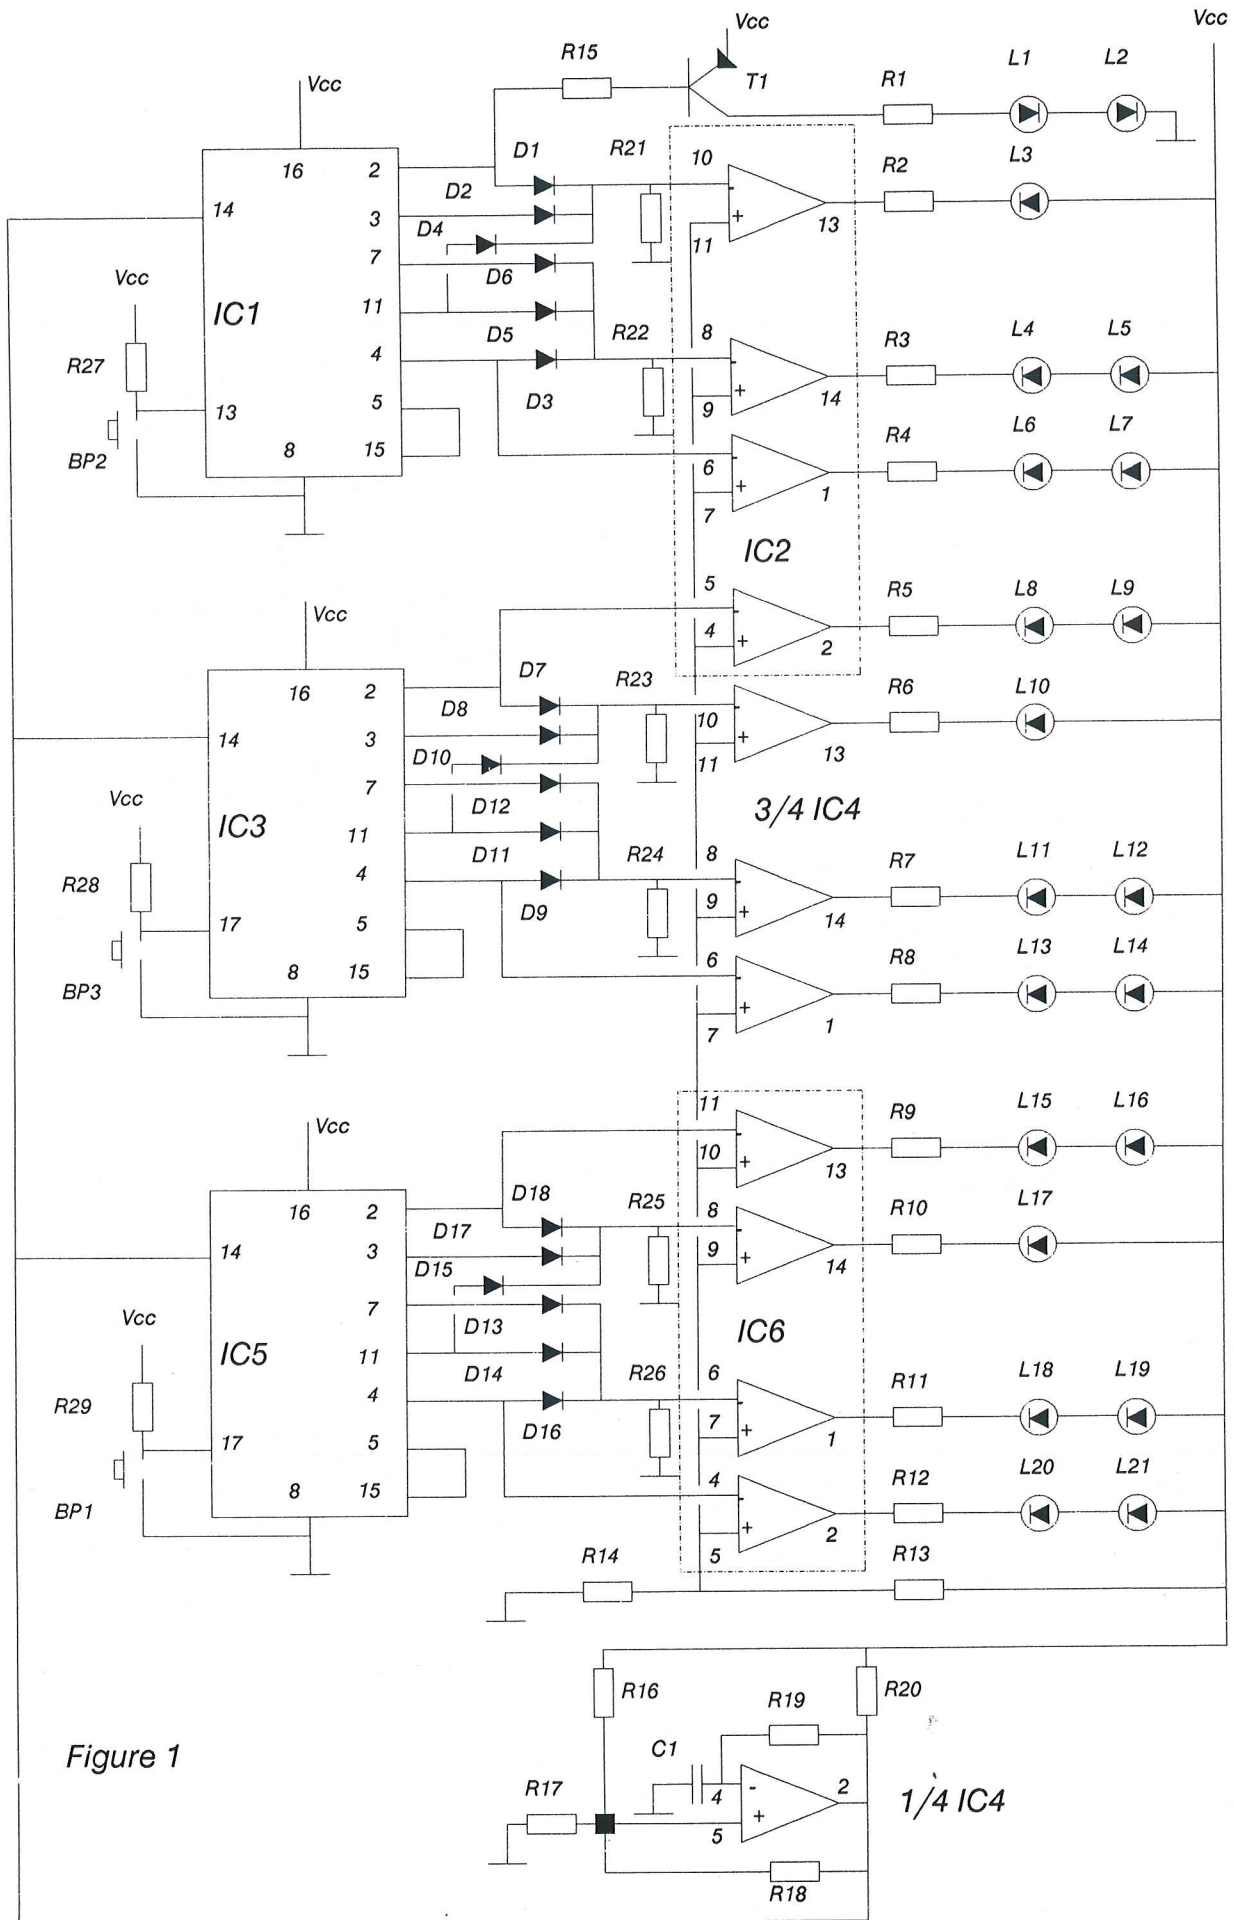 Vcc
Vcc
R15
T1
R1
L1
L2
Vcc
16
2
D1
R21
10
R2
L3
14
D2
3
D4
11
13
7
D6
Vcc
IC1
11
D5
R22
8
R3
L4
L5
R27
4
D3
9
14
13
5
R4
L6
L7
BP2
8
15
6
1
7
IC2
Vcc
5
R5
L8
L9
4
2
16
2
D7
R23
R6
L10
14
D8
3
10
D10
11
13
7
Vcc
D12
3/4 IC4
IC3
11
D11
R24
8
R7
L11
L12
R28
4
D9
9
14
17
5
R8
L13
L14
BP3
8
15
6
1
7
Vcc
11
R9
L15
L16
10
13
16
2
D18
R25
8
R10
L17
14
D17
3
D15
9
14
7
Vcc
D13
IC6
IC5
11
D14
R26
6
R11
L18
L19
R29
4
D16
7
1
17
5
R12
L20
L21
BP1
8
15
4
2
5
R14
R13
R16
R20
R19
Figure 1
C1
R17
4
2
1/4 IC4
5
R18